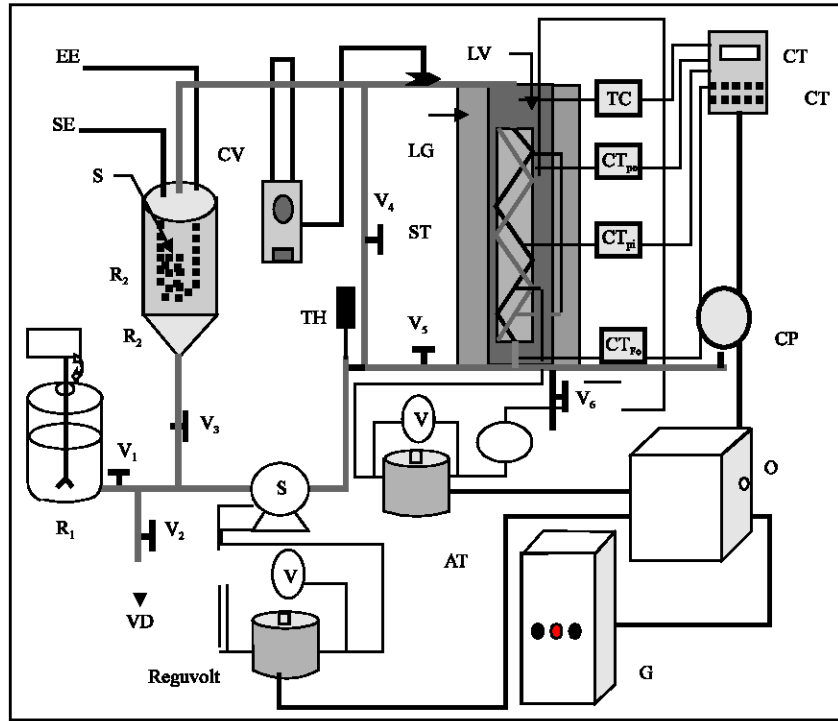 EE
LV
CT
TC
CT
SE
CV
LG
CTpo
S
V4
ST
CTpi
R2
TH
R2
V5
CTFo
CP
V6
V1
V3
V
S
O
R1
V2
AT
V
VD
Reguvolt
G